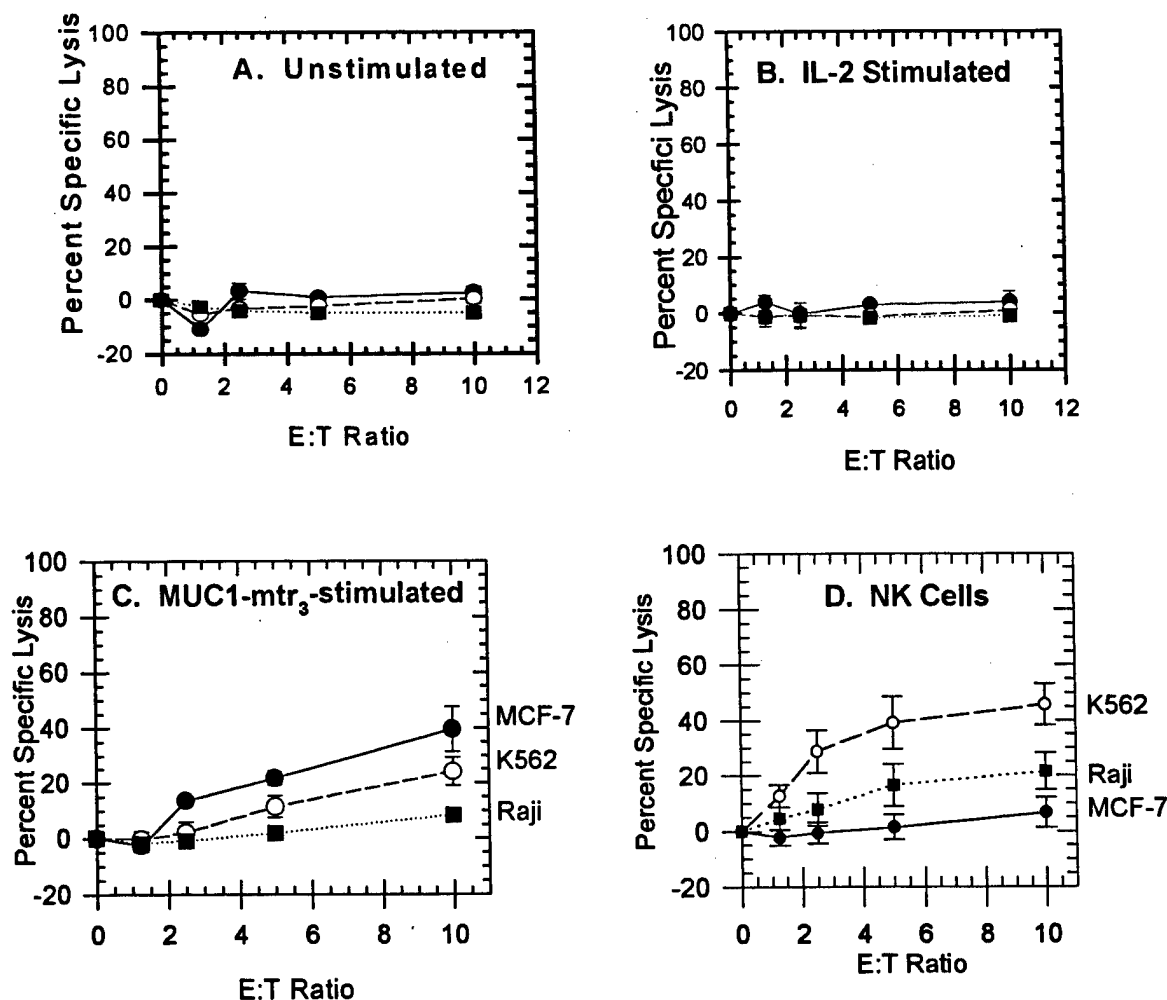 A. Unstimulated
Percent Specific Lysis
100
80
60
40
20
0
-20
0 2 4 6 8 10 12
E:T Ratio
B. IL-2 Stimulated
Percent Specfici Lysis
100
80
60
40
20
0
-20
0 2 4 6 8 10 12
E:T Ratio
C. MUC1-mtr3-stimulated
Percent Specific Lysis
100
80
60
40
20
0
-20
0 2 4 6 8 10
E:T Ratio
MCF-7
K562
Raji
D. NK Cells
Percent Specific Lysis
100
80
60
40
20
0
-20
0 2 4 6 8 10
E:T Ratio
K562
Raji
MCF-7